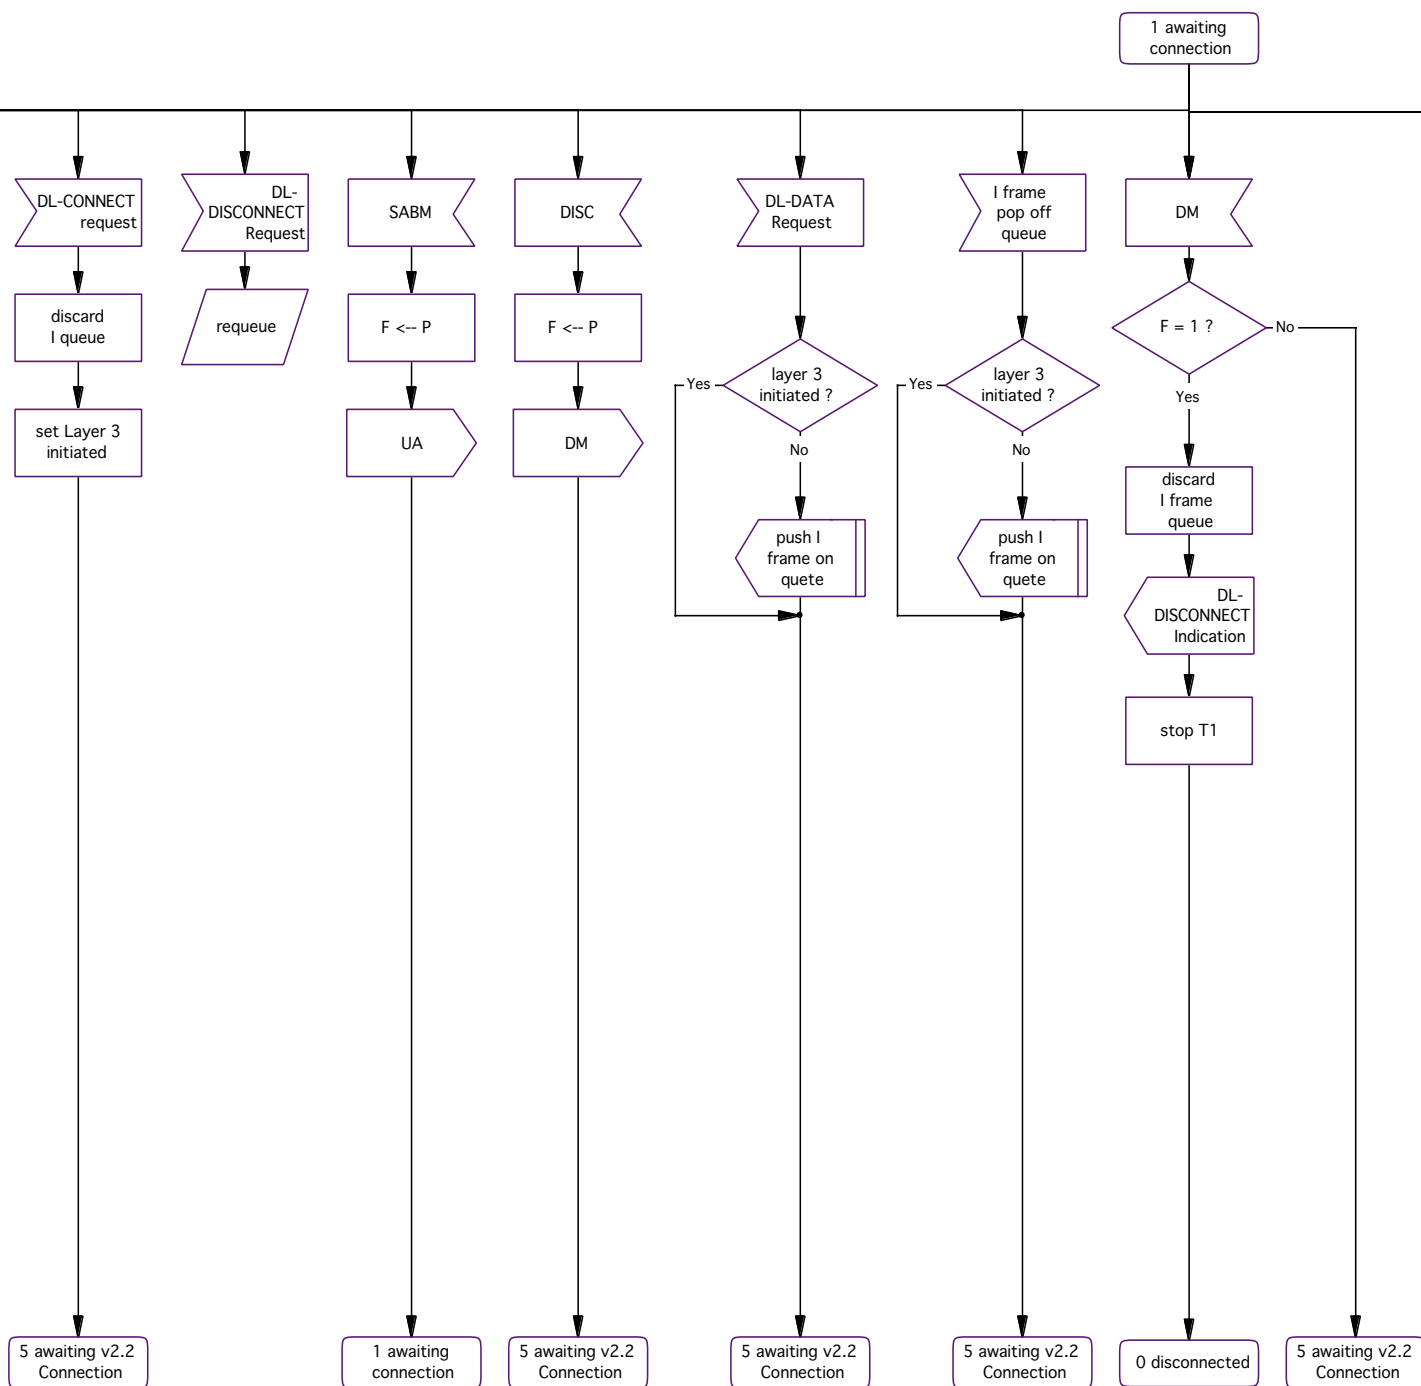 1 awaiting
connection
DL-CONNECT
request
discard
I queue
set Layer 3
initiated
5 awaiting v2.2
Connection
DL-
DISCONNECT
Request
requeue
SABM
F <-- P
UA
1 awaiting
connection
DISC
F <-- P
DM
5 awaiting v2.2
Connection
DL-DATA
Request
layer 3
initiated ?
Yes
No
push I
frame on
quete
5 awaiting v2.2
Connection
I frame
pop off
queue
layer 3
initiated ?
Yes
No
push I
frame on
quete
5 awaiting v2.2
Connection
DM
F = 1 ?
No
Yes
discard
I frame
queue
DL-
DISCONNECT
Indication
stop T1
0 disconnected
5 awaiting v2.2
Connection